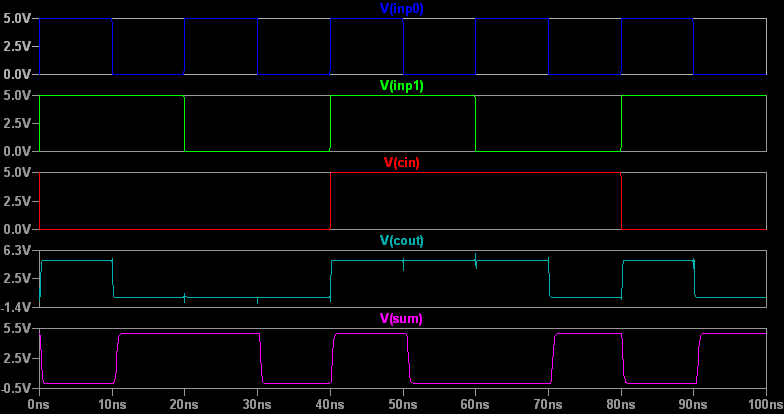 V(inp0)
5.0V
2.5V
0.0V
V(inp1)
5.0V
2.5V
0.0V
V(cin)
5.0V
2.5V
0.0V
V(cout)
6.3V
2.5V
-1.4V
V(sum)
5.5V
2.5V
-0.5V
0ns 10ns 20ns 30ns 40ns 50ns 60ns 70ns 80ns 90ns 100ns